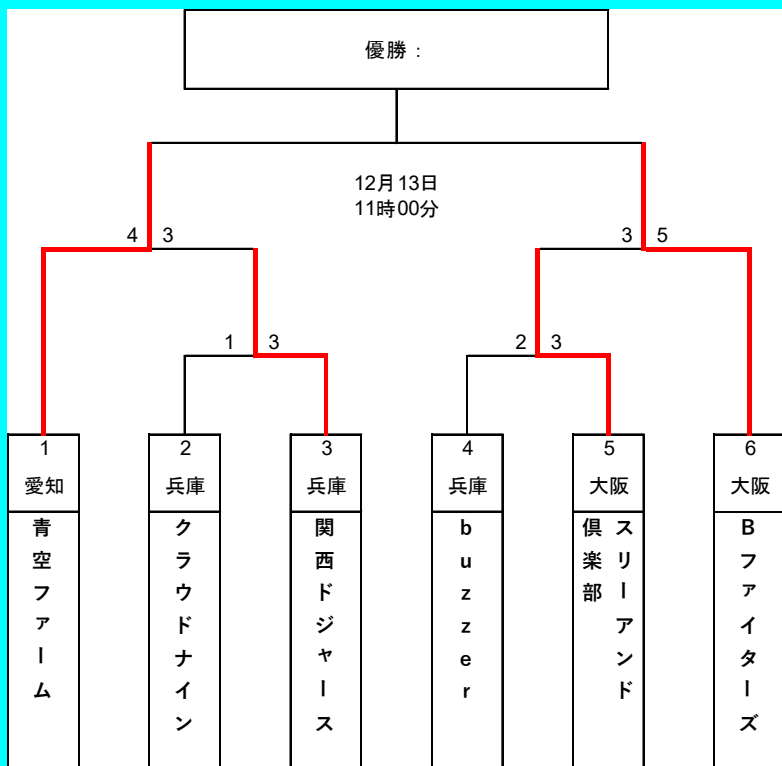 優勝：
12月13日
11時00分
4 3
3 5
1 3
2 3
1
愛知
青空ファーム
2
兵庫
クラウドナイン
3
兵庫
関西ドジャース
4
兵庫
buzzer
5
大阪
スリーアンド
倶楽部
6
大阪
Bファイターズ